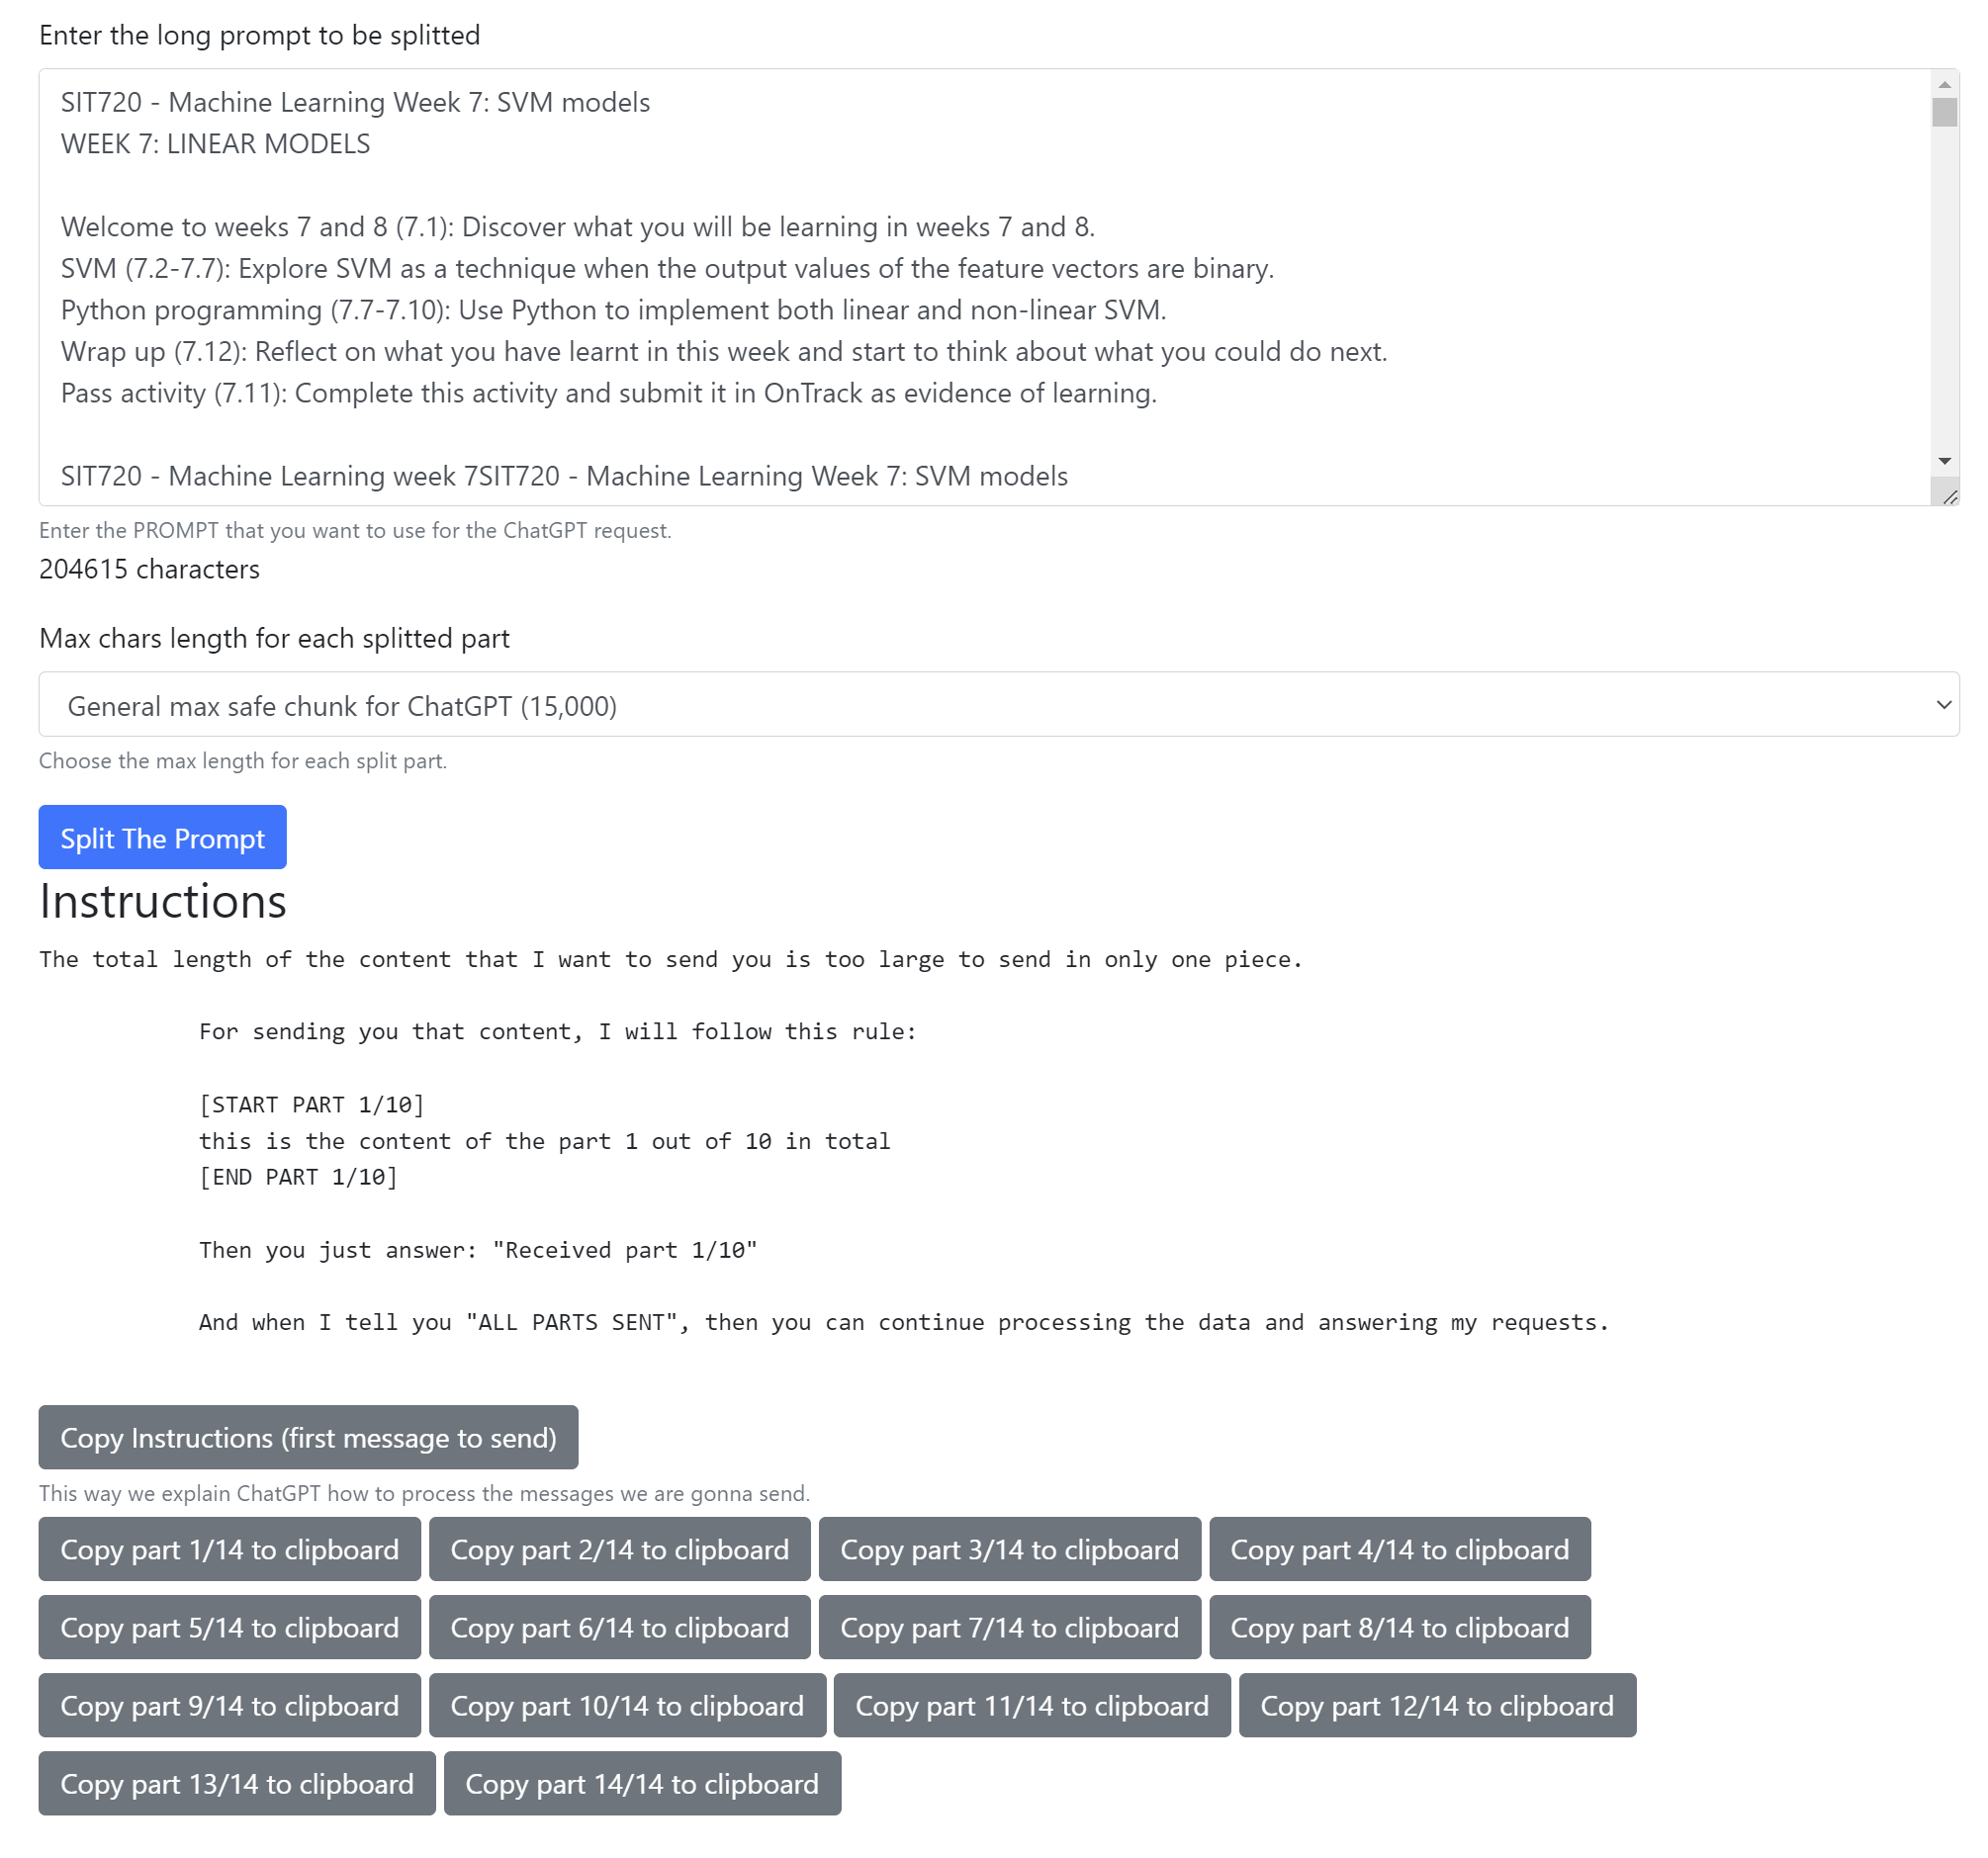 Enter the long prompt to be splitted
SIT720 - Machine Learning Week 7: SVM models
WEEK 7: LINEAR MODELS
Welcome to weeks 7 and 8 (7.1): Discover what you will be learning in weeks 7 and 8.
SVM (7.2-7.7): Explore SVM as a technique when the output values of the feature vectors are binary.
Python programming (7.7-7.10): Use Python to implement both linear and non-linear SVM.
Wrap up (7.12): Reflect on what you have learnt in this week and start to think about what you could do next.
Pass activity (7.11): Complete this activity and submit it in OnTrack as evidence of learning.
SIT720 - Machine Learning week 7SIT720 - Machine Learning Week 7: SVM models
Enter the PROMPT that you want to use for the ChatGPT request.
204615 characters
Max chars length for each splitted part
General max safe chunk for ChatGPT (15,000)
Choose the max length for each split part.
Split The Prompt
Instructions
The total length of the content that I want to send you is too large to send in only one piece.
For sending you that content, I will follow this rule:
[START PART 1/10]
this is the content of the part 1 out of 10 in total
[END PART 1/10]
Then you just answer: "Received part 1/10"
And when I tell you "ALL PARTS SENT", then you can continue processing the data and answering my requests.
Copy Instructions (first message to send)
This way we explain ChatGPT how to process the messages we are gonna send.
Copy part 1/14 to clipboard Copy part 2/14 to clipboard Copy part 3/14 to clipboard Copy part 4/14 to clipboard
Copy part 5/14 to clipboard Copy part 6/14 to clipboard Copy part 7/14 to clipboard Copy part 8/14 to clipboard
Copy part 9/14 to clipboard Copy part 10/14 to clipboard Copy part 11/14 to clipboard Copy part 12/14 to clipboard
Copy part 13/14 to clipboard Copy part 14/14 to clipboard